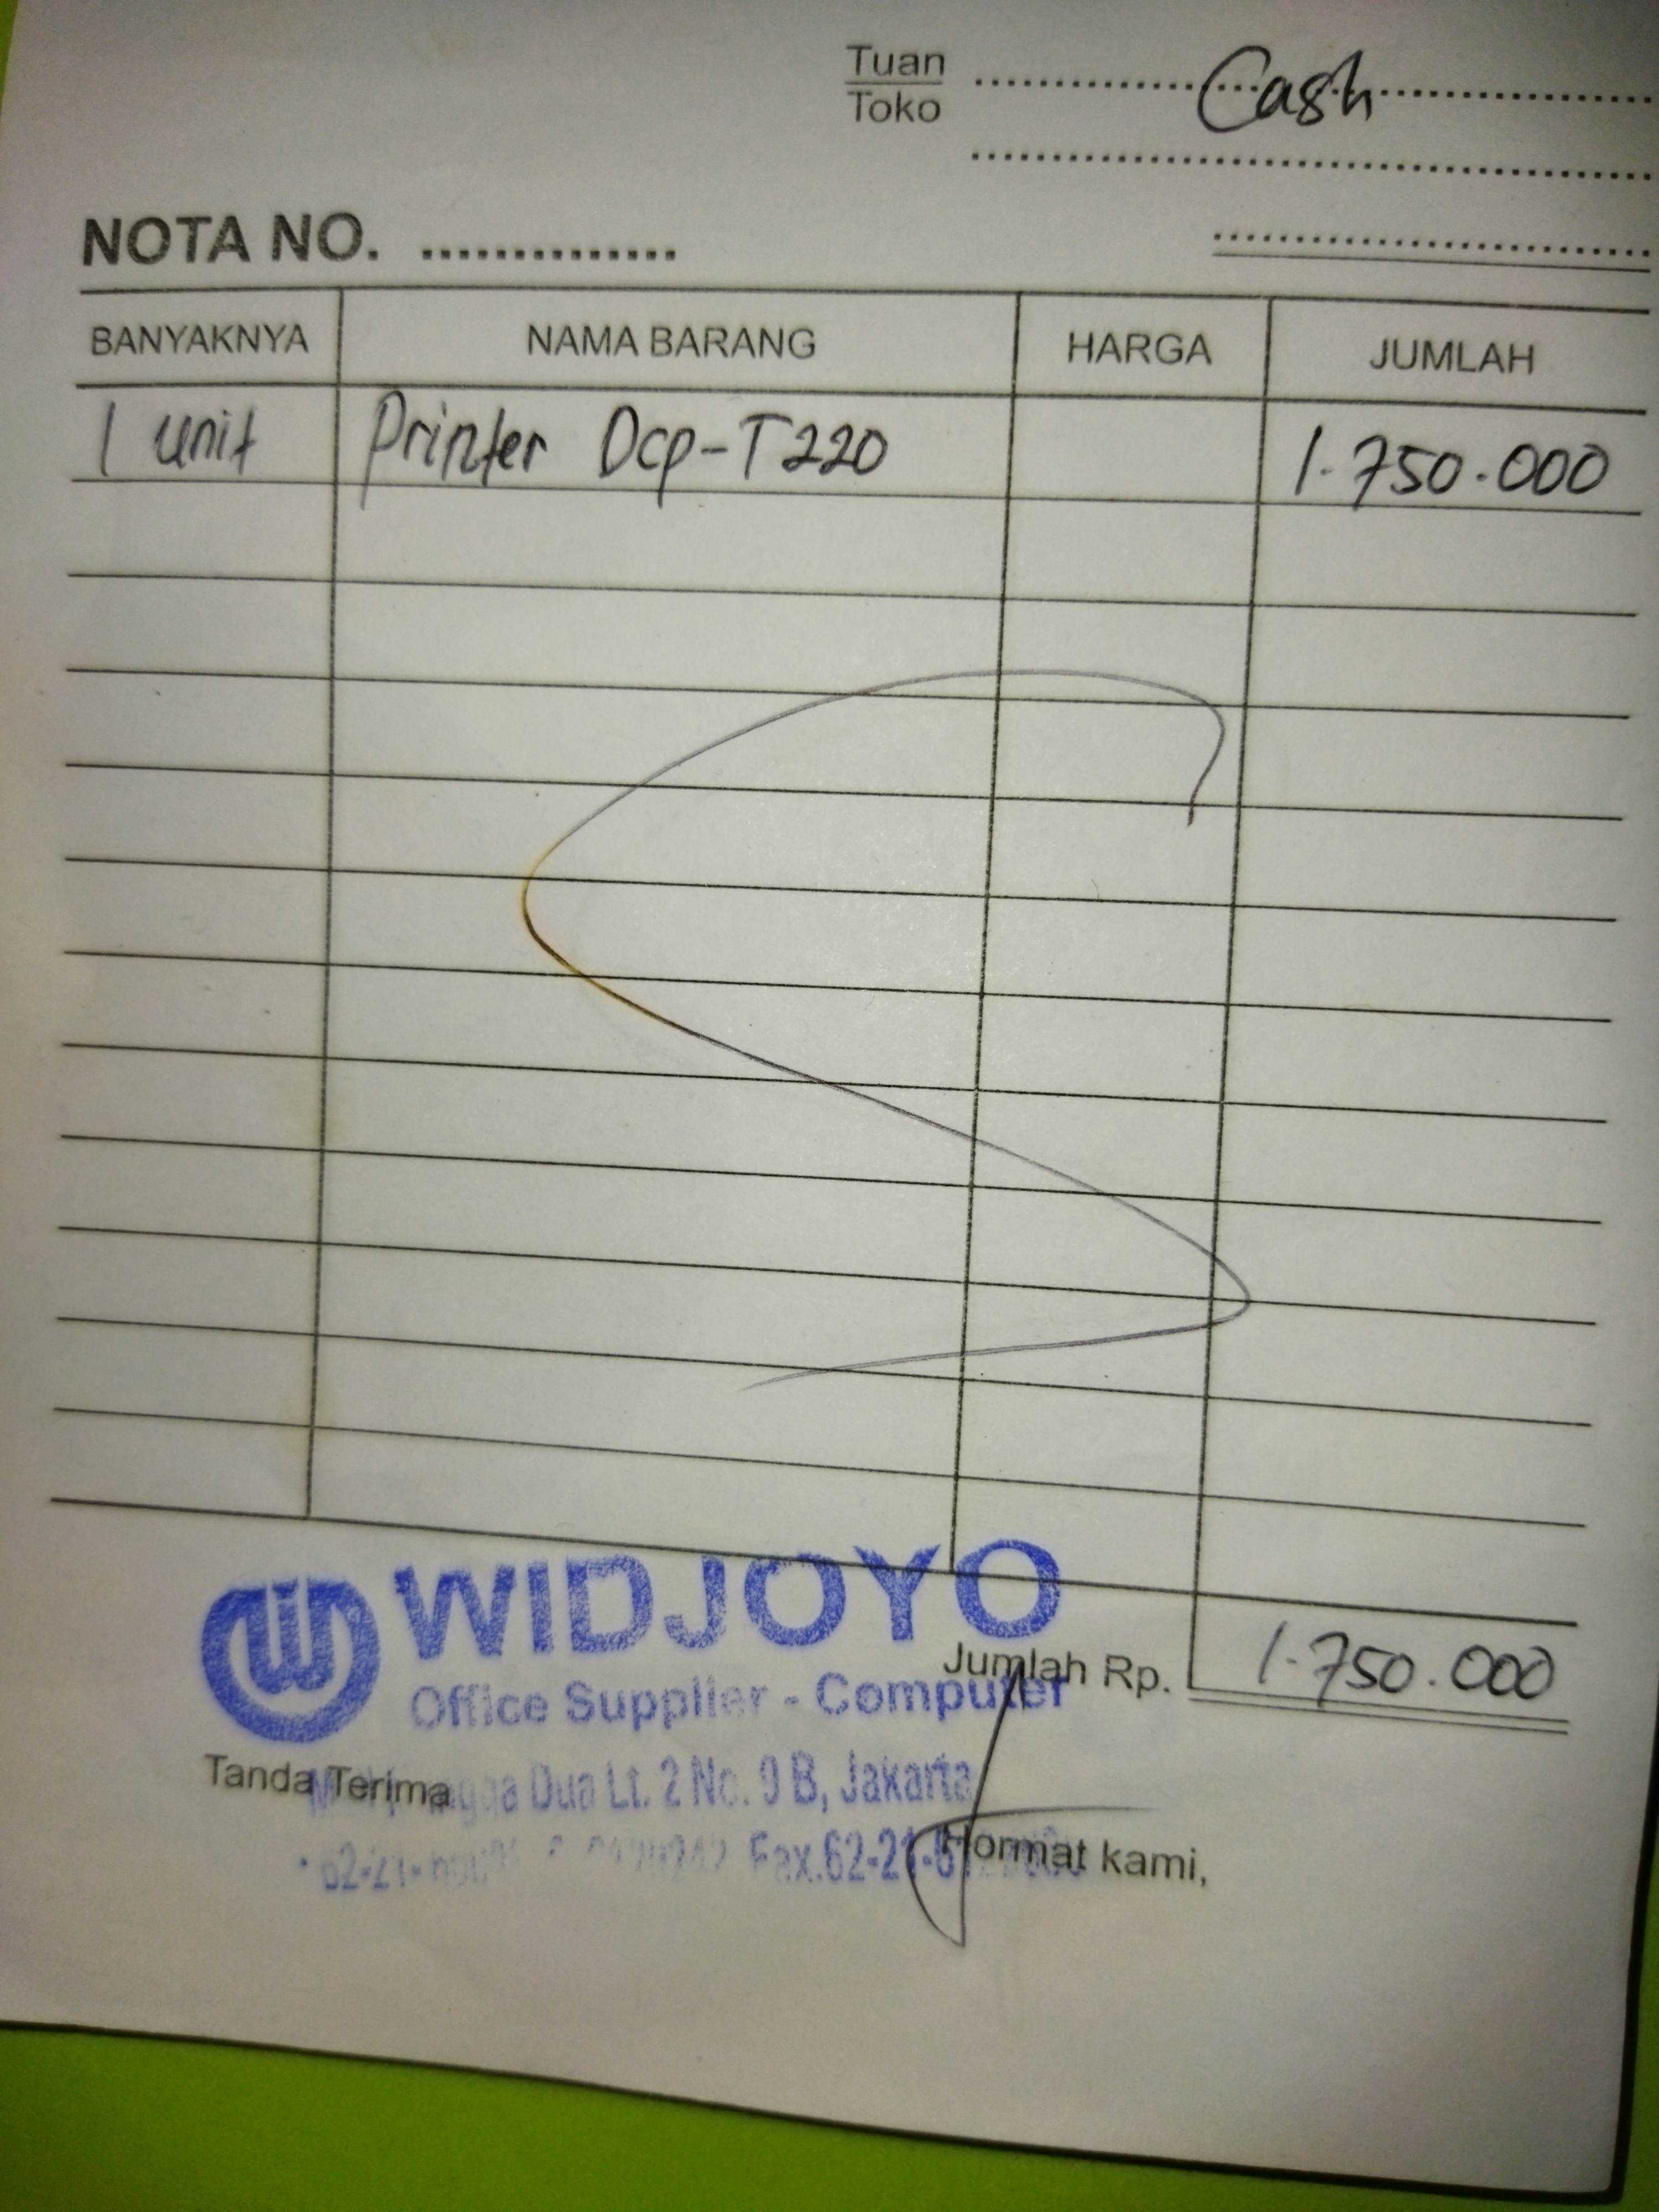 Tuan Cash
Toko
NOTA NO. ..............
BANYAKNYA NAMA BARANG HARGA JUMLAH
1 unit Printer Dcp-T220 1.750.000
WIDJOYO
Jumlah Rp. 1.750.000
Office Supplier - Computer
Tanda Terima
Dua Lt. 2 No. 9 B, Jakarta
Fax.62-21-
Hormat kami,